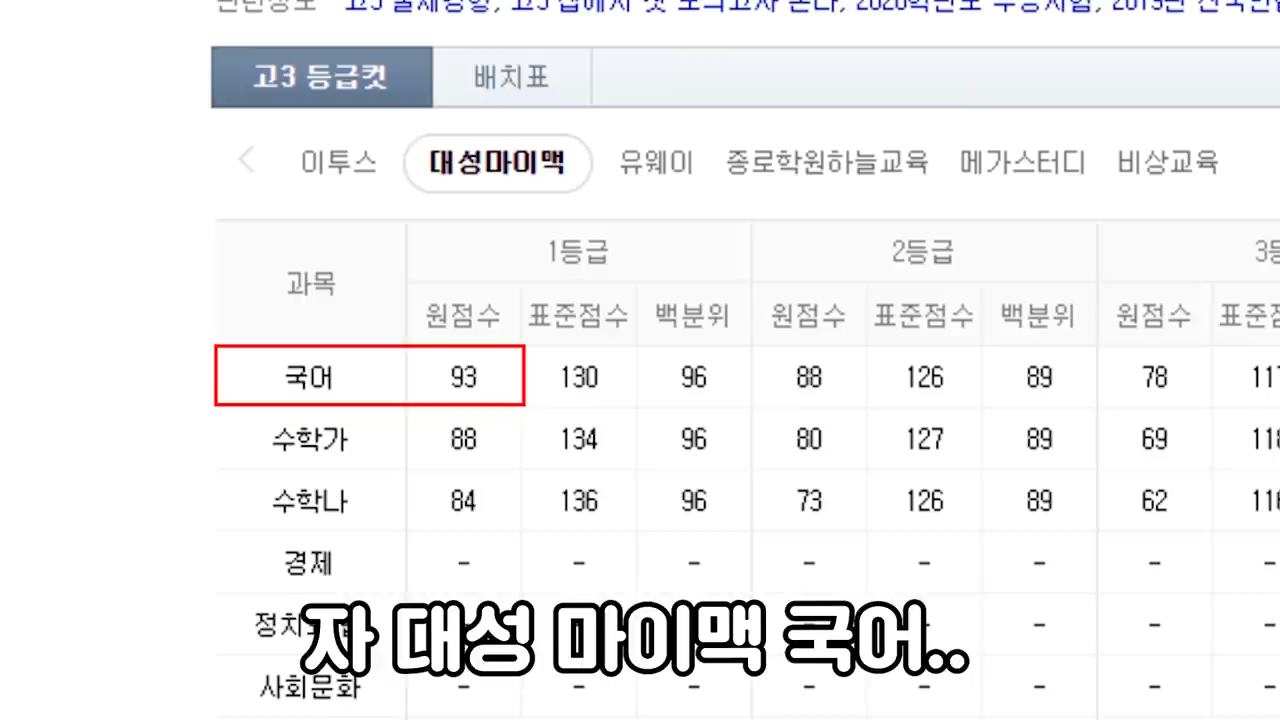 고3 등급컷 배치표
이투스 대성마이맥 유웨이 종로학원하늘교육 메가스터디 비상교육
과목 1등급 2등급
원점수 표준점수 백분위 원점수 표준점수 백분위 원점수
국어 93 130 96 88 126 89 78
수학가 88 134 96 80 127 89 69
수학나 84 136 96 73 126 89 62
경제 - - - - - - - -
정치 - - -
자 대성 마이맥 국어..
사회문화 - - - - - - - -